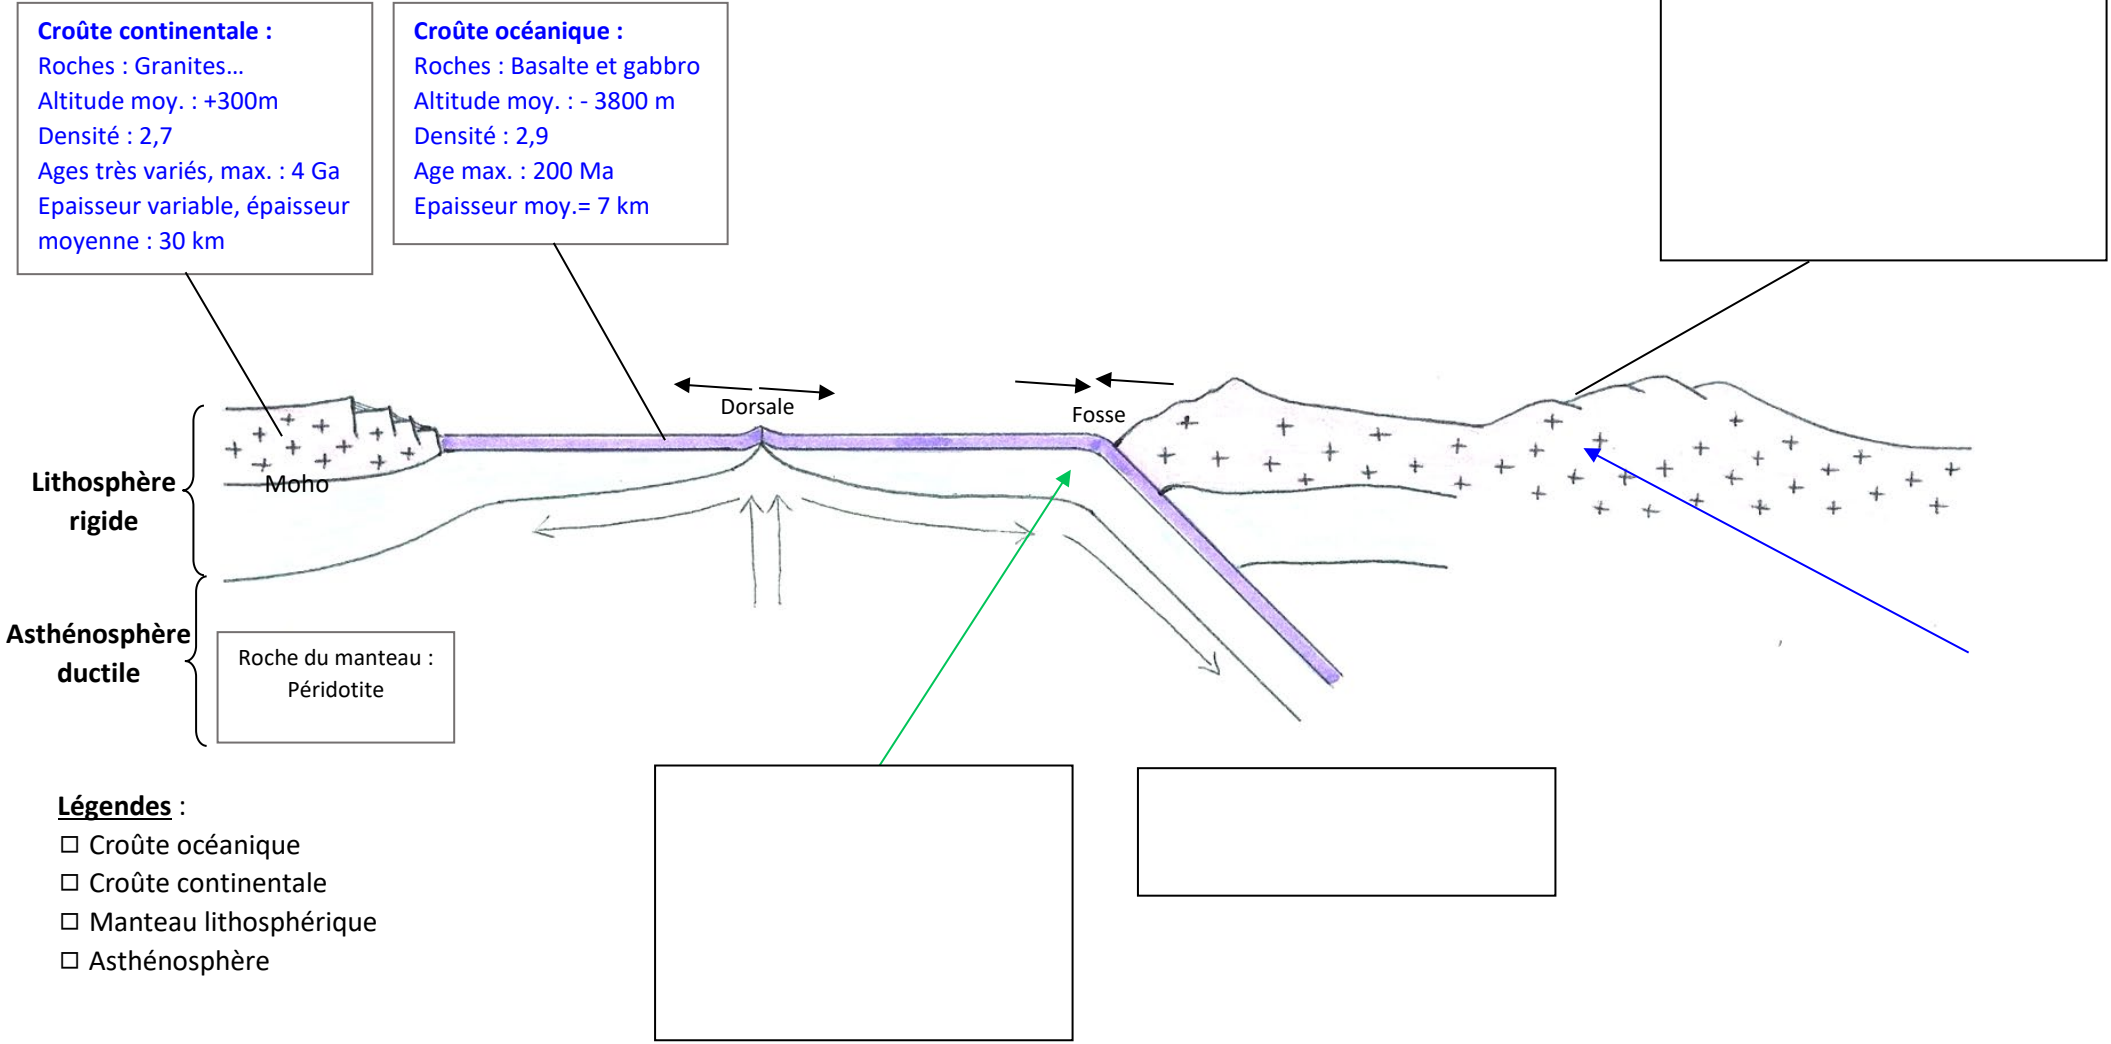 Croûte continentale :
Roches : Granites…
Altitude moy. : +300m
Densité : 2,7
Ages très variés, max. : 4 Ga
Epaisseur variable, épaisseur
moyenne : 30 km
Croûte océanique :
Roches : Basalte et gabbro
Altitude moy. : - 3800 m
Densité : 2,9
Age max. : 200 Ma
Epaisseur moy.= 7 km
Dorsale
Fosse
Moho
Lithosphère
rigide
Asthénosphère
ductile
Roche du manteau :
Péridotite
Légendes :
□ Croûte océanique
□ Croûte continentale
□ Manteau lithosphérique
□ Asthénosphère